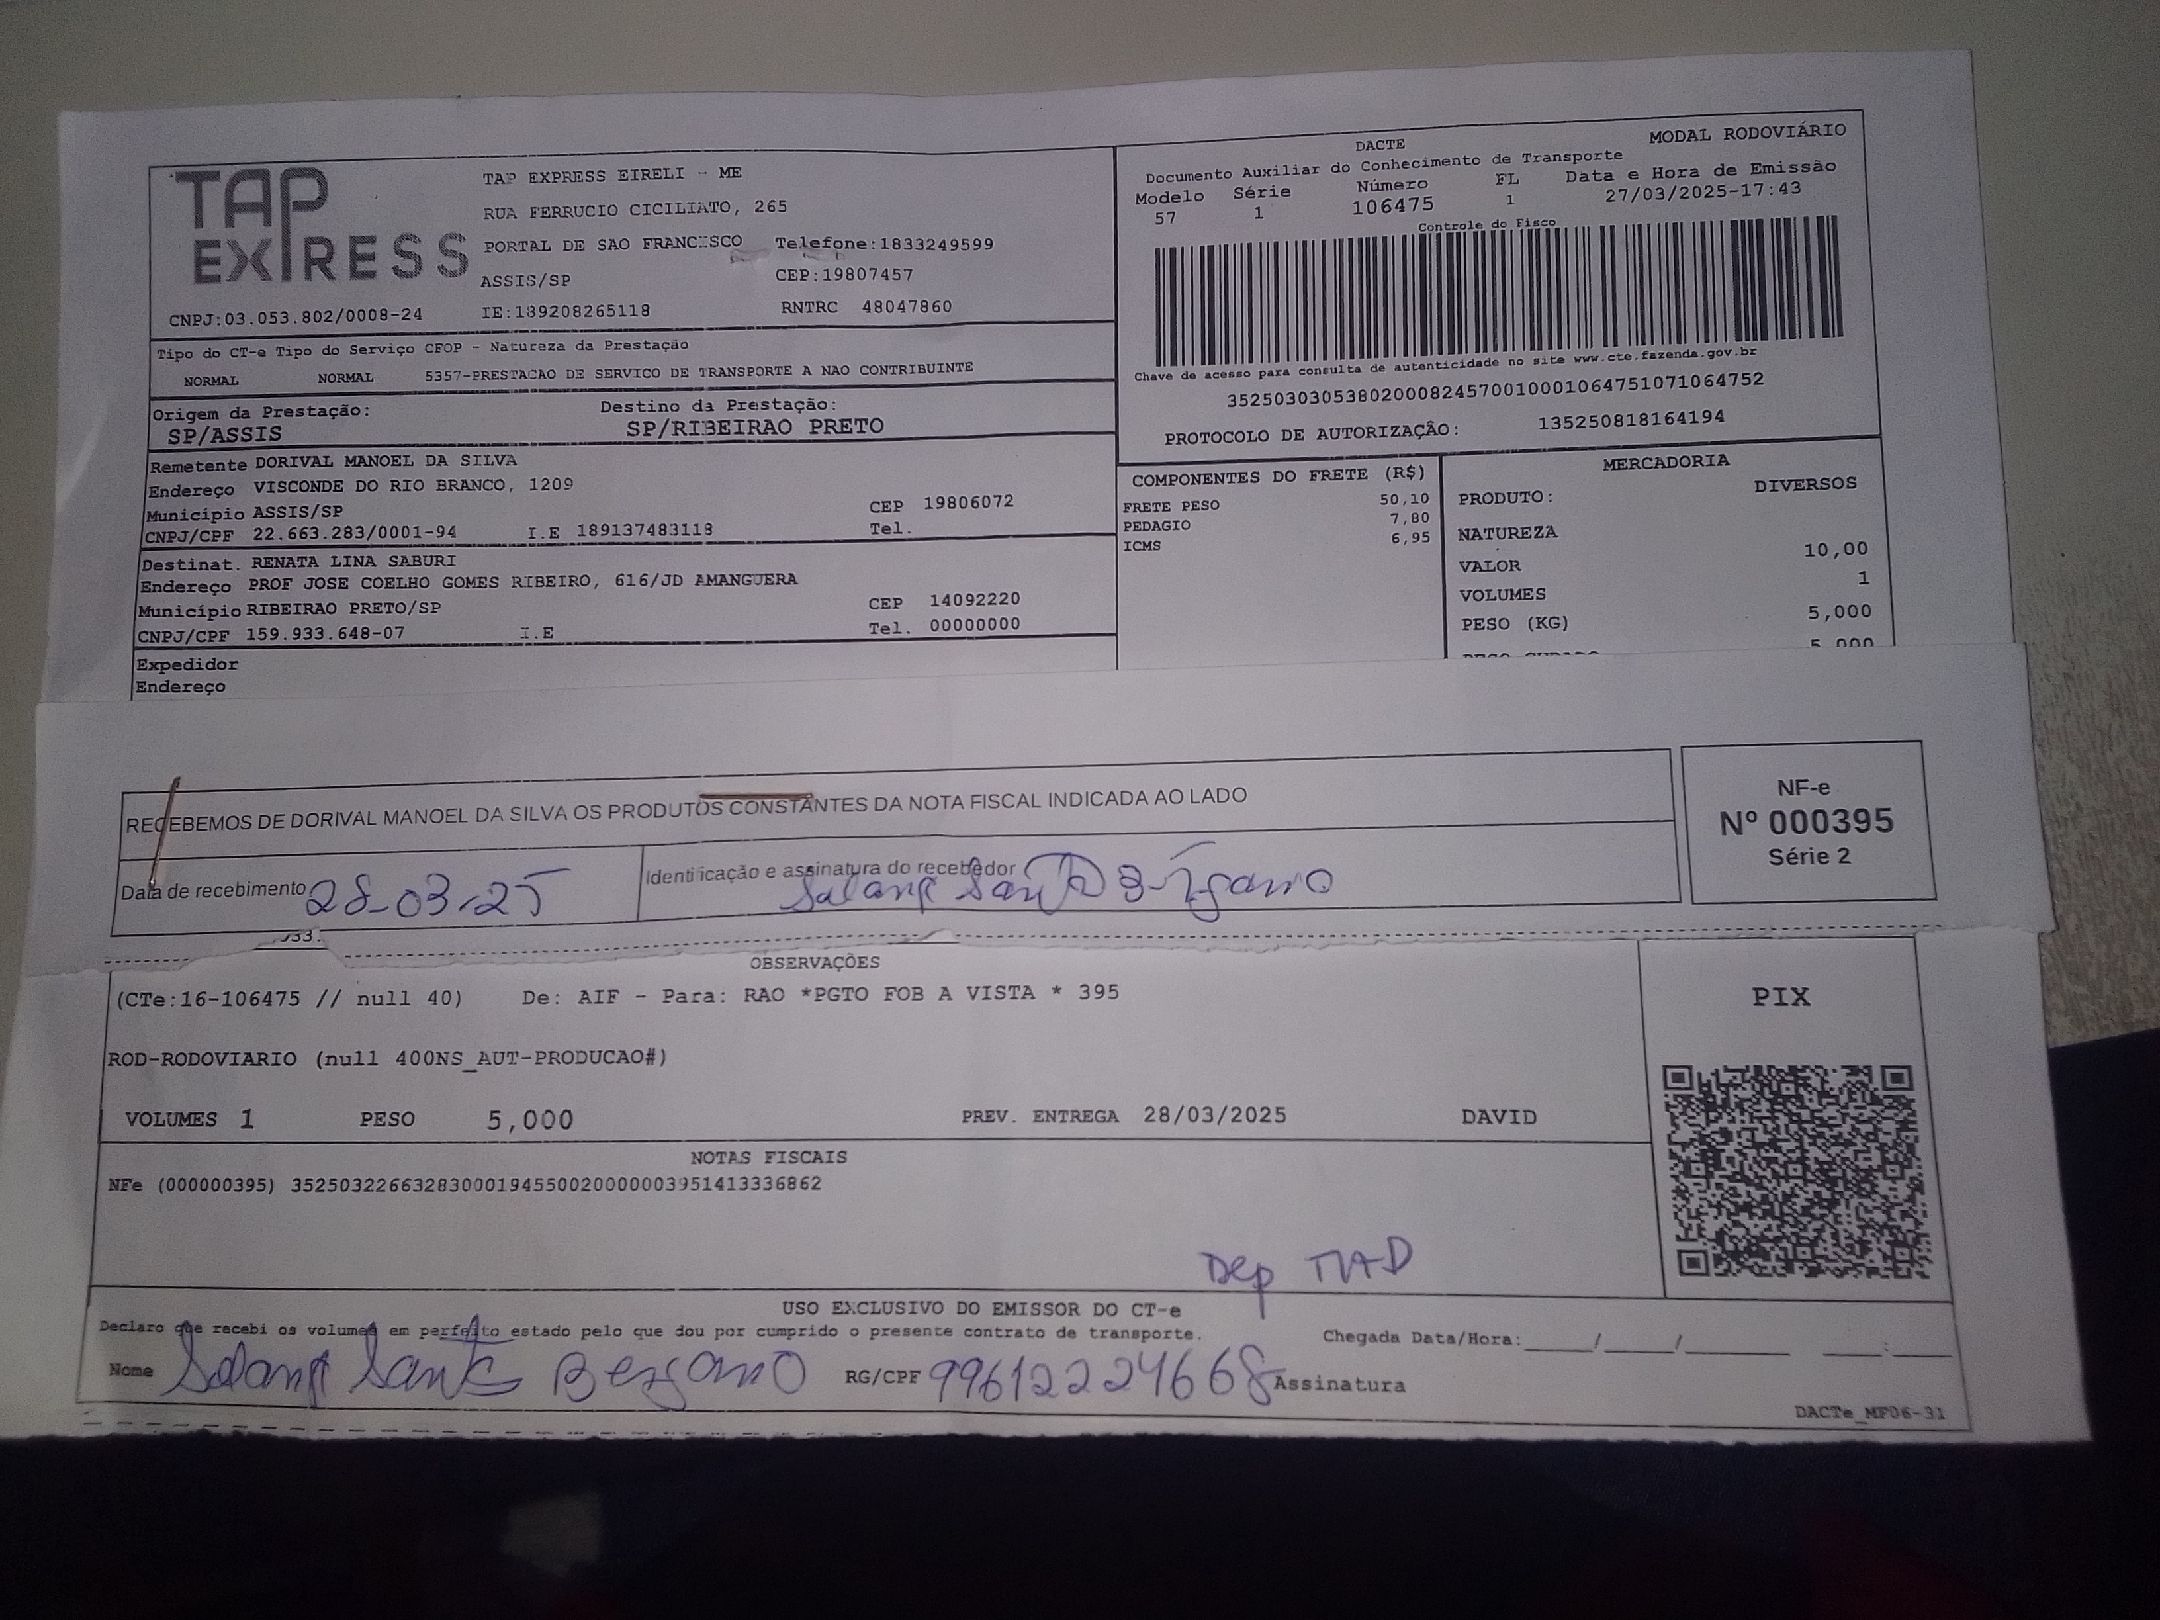 TAP EXPRESS
TAP EXPRESS EIRELI - ME
RUA FERRUCIO CICILIATO, 265
PORTAL DE SAO FRANCISCO Telefone:1833249599
ASSIS/SP CEP:19807457
CNPJ:03.053.802/0008-24 IE:189208265118 RNTRC 48047860
DACTE MODAL RODOVIÁRIO
Documento Auxiliar do Conhecimento de Transporte
Modelo Série Número FL Data e Hora de Emissão
57 1 106475 1 27/03/2025-17:43
Controle do Fisco
Chave de acesso para consulta de autenticidade no site www.cte.fazenda.gov.br
35250303053802000824570010001064751071064752
PROTOCOLO DE AUTORIZAÇÃO: 135250818164194
Tipo do CT-e Tipo do Serviço CFOP - Natureza da Prestação
NORMAL NORMAL 5357-PRESTACAO DE SERVICO DE TRANSPORTE A NAO CONTRIBUINTE
Origem da Prestação: Destino da Prestação:
SP/ASSIS SP/RIBEIRAO PRETO
Remetente DORIVAL MANOEL DA SILVA
Endereço VISCONDE DO RIO BRANCO, 1209
Município ASSIS/SP CEP 19806072
CNPJ/CPF 22.663.283/0001-94 I.E 189137483118 Tel.
Destinat. RENATA LINA SABURI
Endereço PROF JOSE COELHO GOMES RIBEIRO, 616/JD AMANGUERA
Município RIBEIRAO PRETO/SP CEP 14092220
CNPJ/CPF 159.933.648-07 I.E Tel. 00000000
Expedidor
Endereço
COMPONENTES DO FRETE (R$)
FRETE PESO 50,10
PEDAGIO 7,80
ICMS 6,95
MERCADORIA
PRODUTO: DIVERSOS
NATUREZA
VALOR 10,00
VOLUMES 1
PESO (KG) 5,000
5,000
RECEBEMOS DE DORIVAL MANOEL DA SILVA OS PRODUTOS CONSTANTES DA NOTA FISCAL INDICADA AO LADO
Data de recebimento 28-03-25 Identificação e assinatura do recebedor
NF-e
Nº 000395
Série 2
OBSERVAÇÕES
(CTe:16-106475 // null 40) De: AIF - Para: RAO *PGTO FOB A VISTA * 395
ROD-RODOVIARIO (null 400NS_AUT-PRODUCAO#)
VOLUMES 1 PESO 5,000 PREV. ENTREGA 28/03/2025 DAVID
PIX
NOTAS FISCAIS
NFe (000000395) 35250322663283000194550020000003951413336862
Dep
USO EXCLUSIVO DO EMISSOR DO CT-e
Declaro que recebi os volumes em perfeito estado pelo que dou por cumprido o presente contrato de transporte. Chegada Data/Hora:_____/_____/_______ ____:____
Nome RG/CPF 99612224668 Assinatura
DACTe_MF06-31